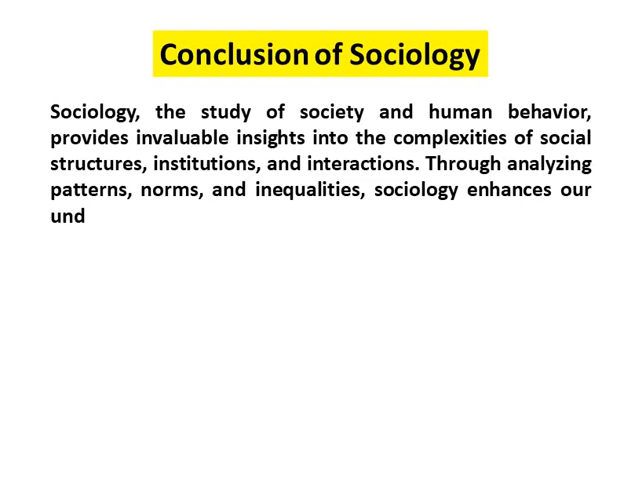 Conclusion of Sociology
Sociology, the study of society and human behavior,
provides invaluable insights into the complexities of social
structures, institutions, and interactions. Through analyzing
patterns, norms, and inequalities, sociology enhances our
und